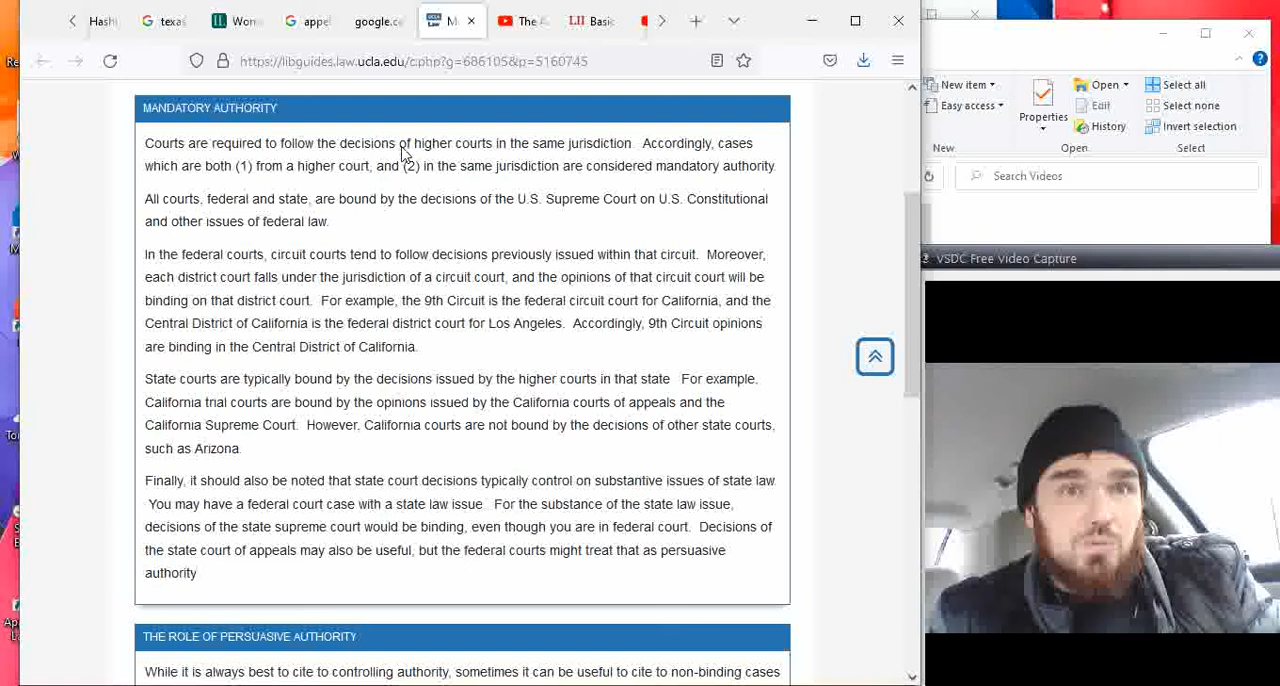 Hashi
texas
Wor
appel
google.co
M
The A
LII
Basic
https://libguides.law.ucla.edu/c.php?g=686105&p=5160745
MANDATORY AUTHORITY
Courts are required to follow the decisions of higher courts in the same jurisdiction. Accordingly, cases
which are both (1) from a higher court, and (2) in the same jurisdiction are considered mandatory authority.
All courts, federal and state, are bound by the decisions of the U.S. Supreme Court on U.S. Constitutional
and other issues of federal law.
In the federal courts, circuit courts tend to follow decisions previously issued within that circuit. Moreover,
each district court falls under the jurisdiction of a circuit court, and the opinions of that circuit court will be
binding on that district court. For example, the 9th Circuit is the federal circuit court for California, and the
Central District of California is the federal district court for Los Angeles. Accordingly, 9th Circuit opinions
are binding in the Central District of California.
State courts are typically bound by the decisions issued by the higher courts in that state. For example,
California trial courts are bound by the opinions issued by the California courts of appeals and the
California Supreme Court. However, California courts are not bound by the decisions of other state courts,
such as Arizona.
Finally, it should also be noted that state court decisions typically control on substantive issues of state law.
You may have a federal court case with a state law issue. For the substance of the state law issue,
decisions of the state supreme court would be binding, even though you are in federal court. Decisions of
the state court of appeals may also be useful, but the federal courts might treat that as persuasive
authority
THE ROLE OF PERSUASIVE AUTHORITY
While it is always best to cite to controlling authority, sometimes it can be useful to cite to non-binding cases
New item
Easy access
New
Properties
Open
Edit
History
Open
Select all
Select none
Invert selection
Select
Search Videos
VSDC Free Video Capture